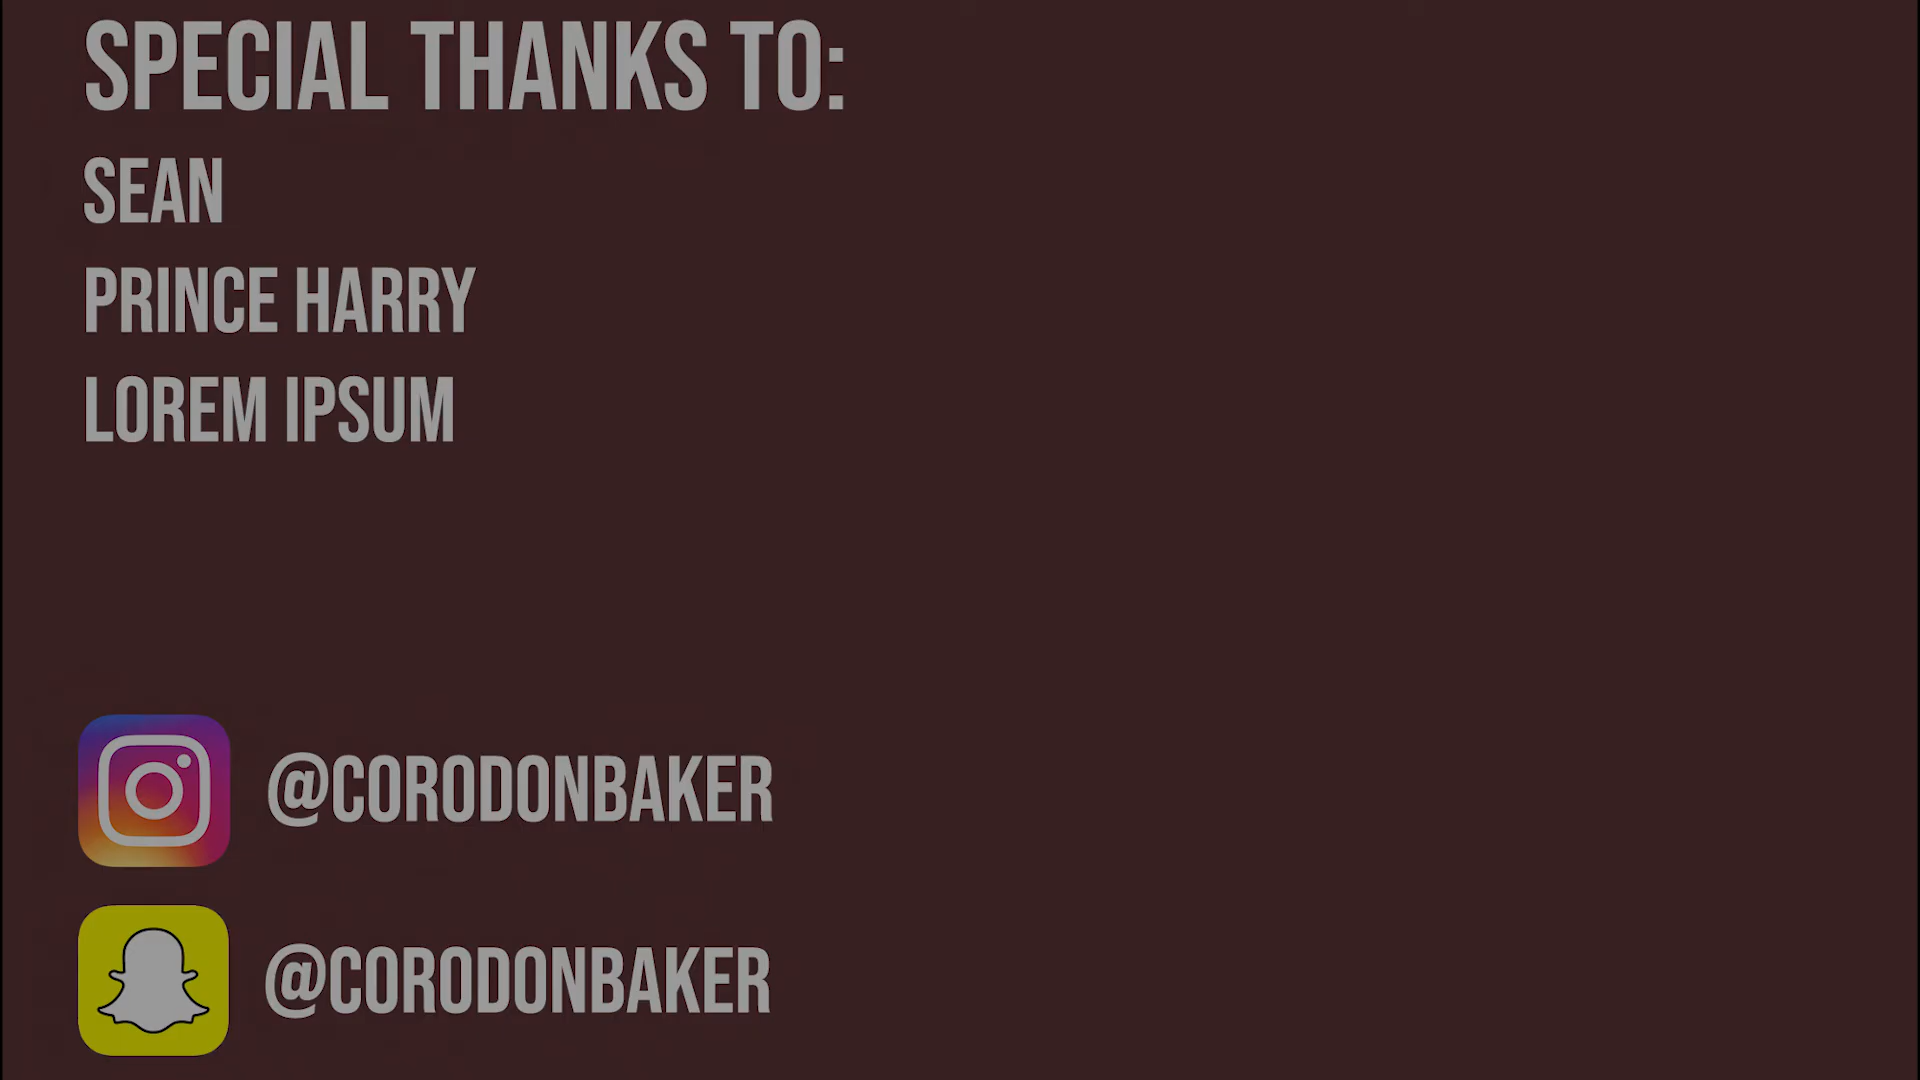 SPECIAL THANKS TO:
SEAN
PRINCE HARRY
LOREM IPSUM
@CORODONBAKER
@CORODONBAKER